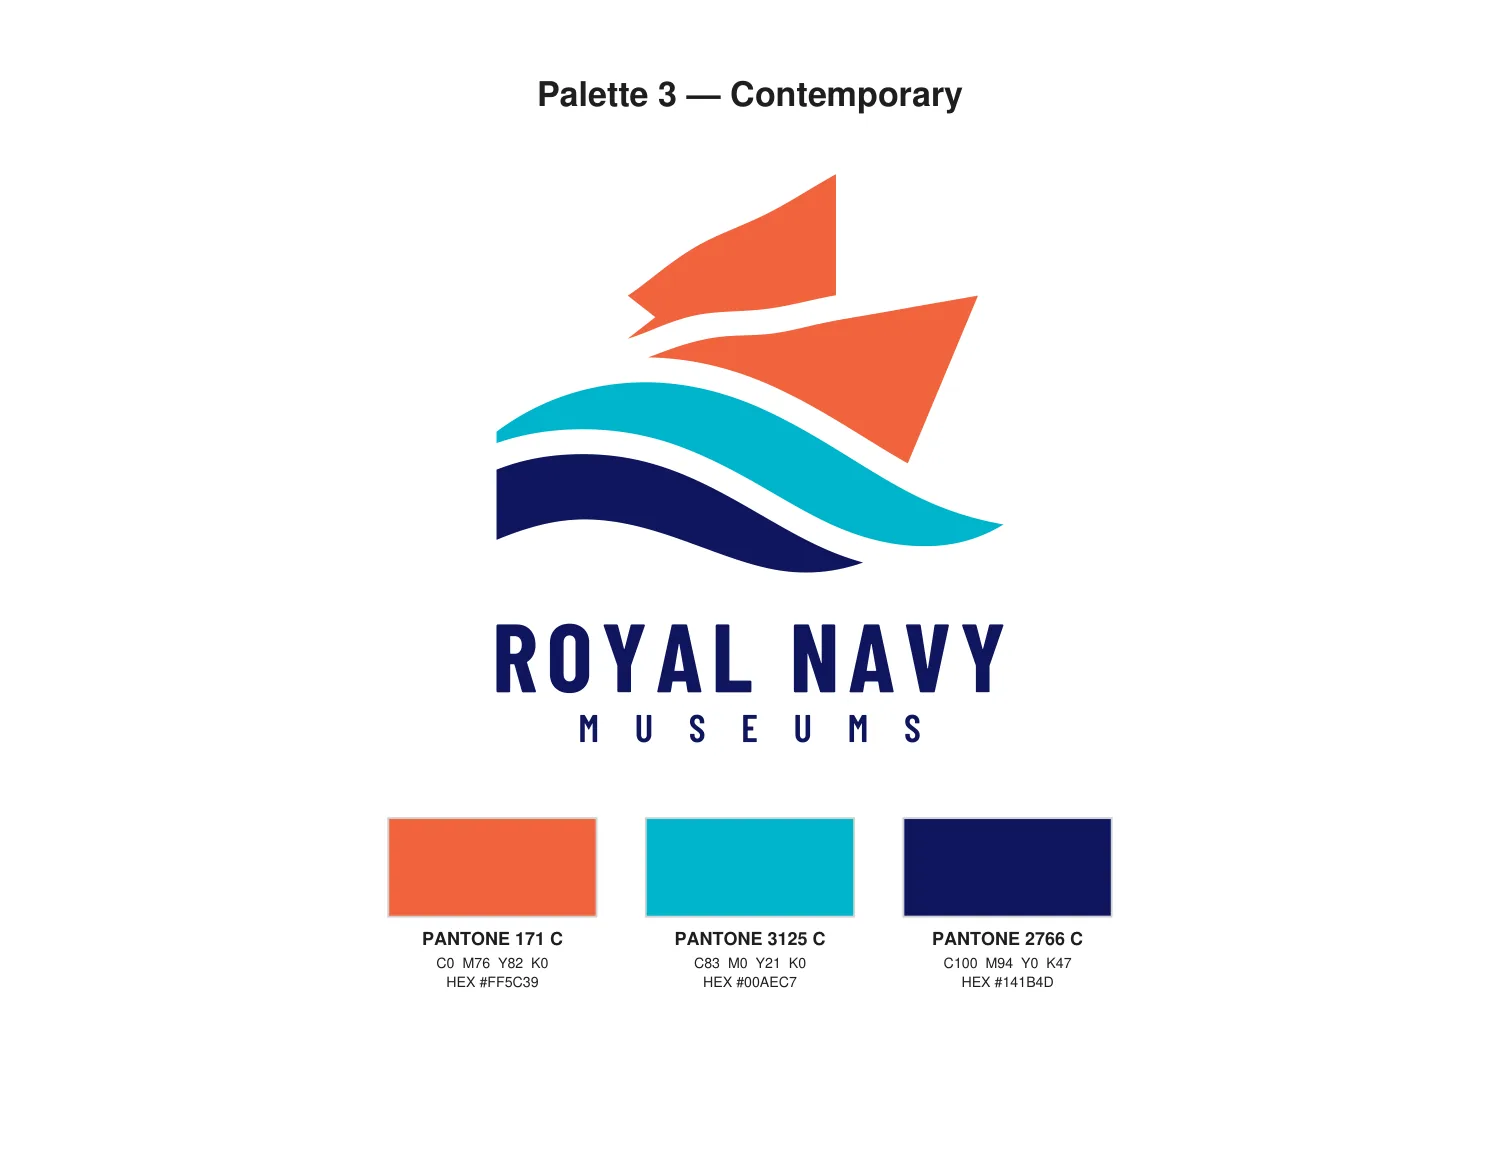 Palette 3 — Contemporary
ROYAL NAVY
MUSEUMS
PANTONE 171 C
C0 M76 Y82 K0
HEX #FF5C39
PANTONE 3125 C
C83 M0 Y21 K0
HEX #00AEC7
PANTONE 2766 C
C100 M94 Y0 K47
HEX #141B4D